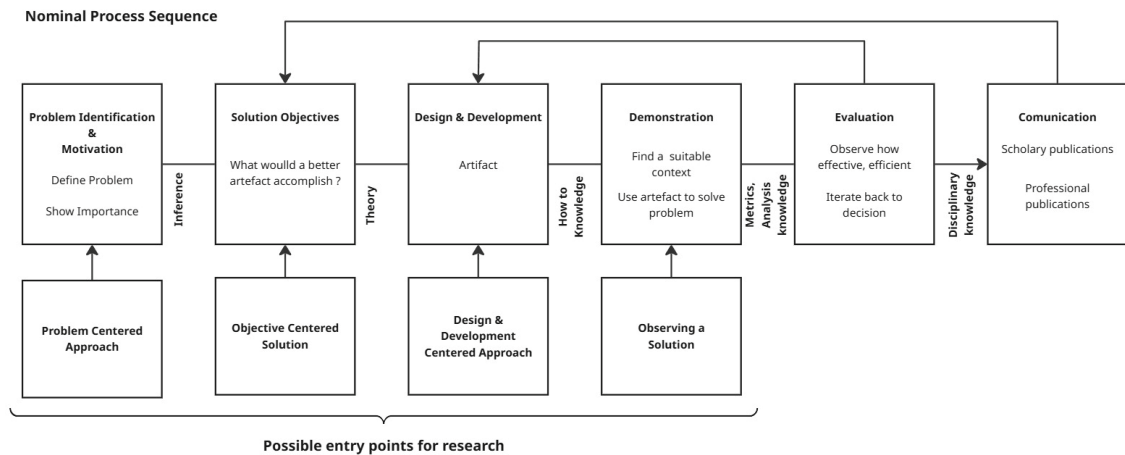 Nominal Process Sequence
Problem Identification
&
Motivation
Define Problem
Show Importance
Inference
Solution Objectives
What woulld a better
artefact accomplish ?
Theory
Design & Development
Artifact
How to
Knowledge
Demonstration
Find a suitable
context
Use artefact to solve
problem
Metrics,
Analysis
knowledge
Evaluation
Observe how
effective, efficient
Iterate back to
decision
Disciplinary
knowledge
Comunication
Scholary publications
Professional
publications
Problem Centered
Approach
Objective Centered
Solution
Design &
Development
Centered Approach
Observing a
Solution
Possible entry points for research